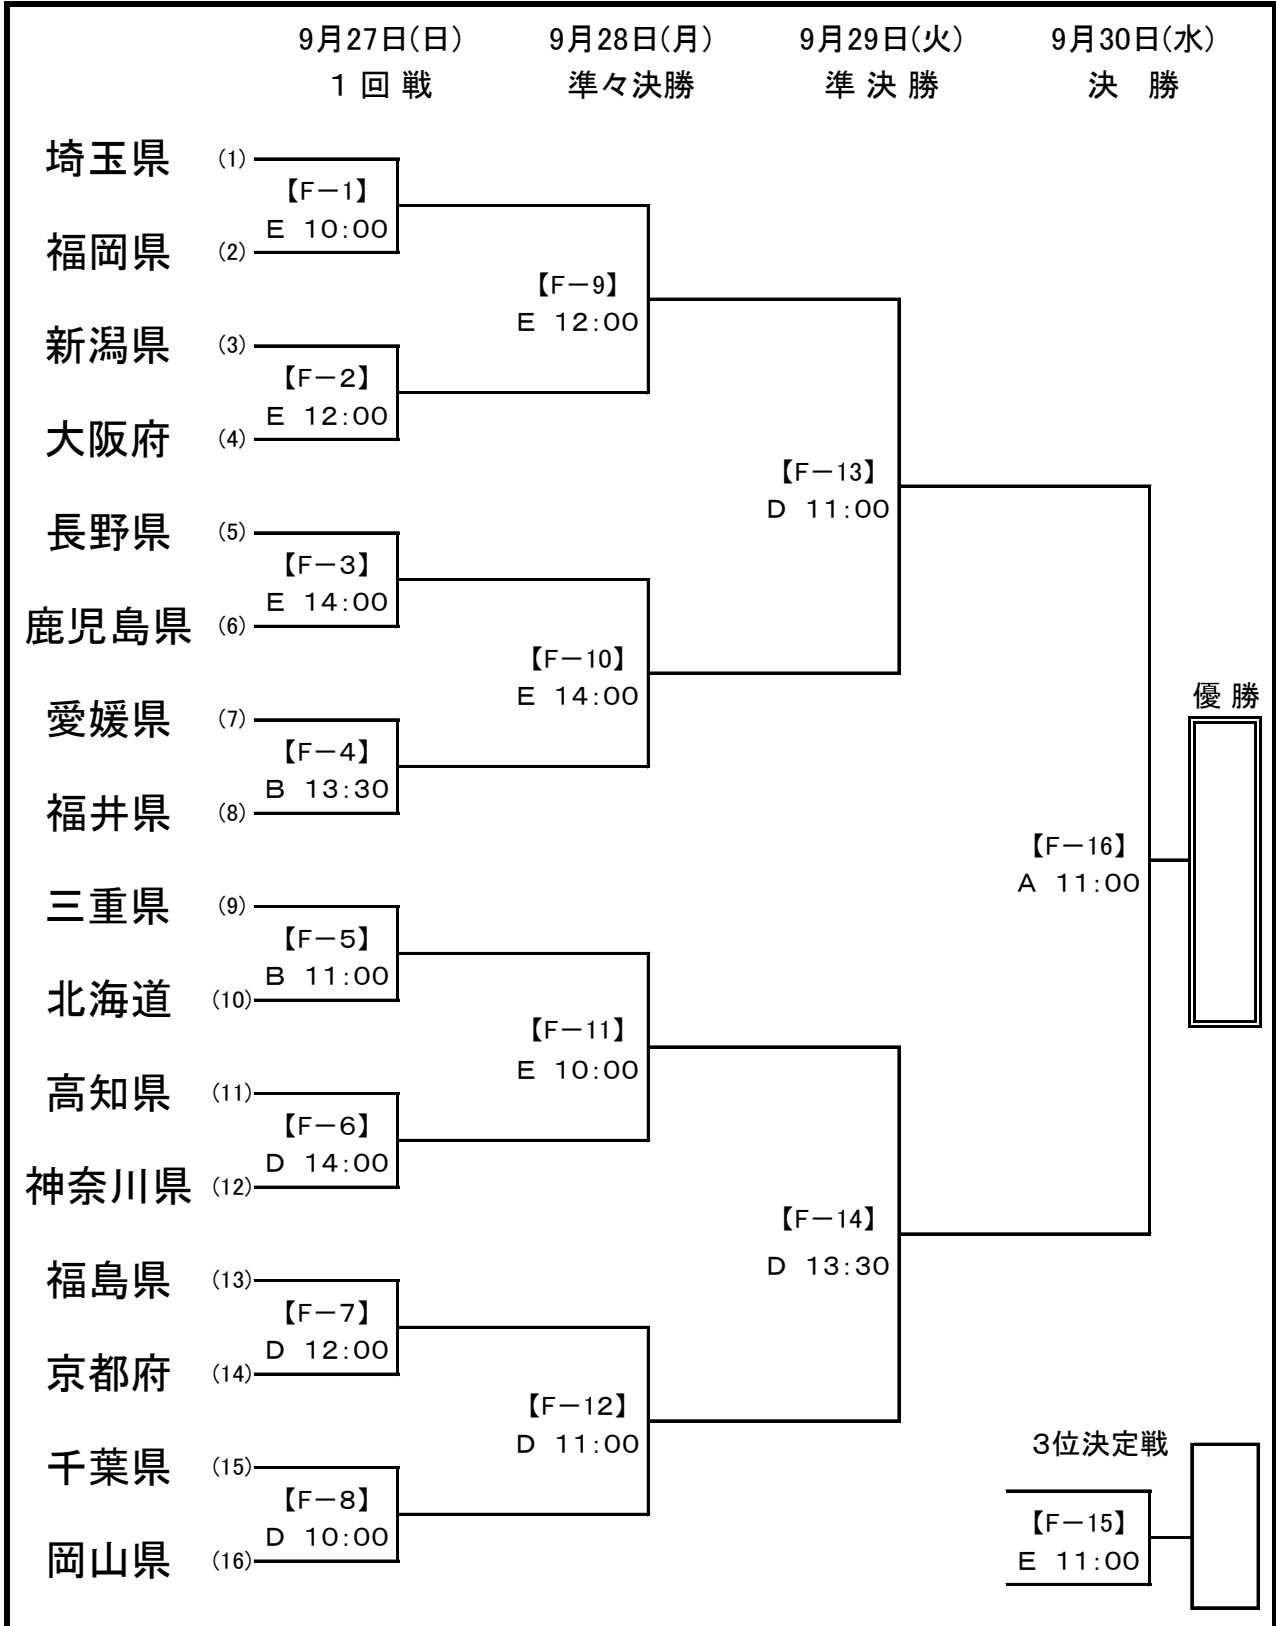 9月27日(日) 9月28日(月) 9月29日(火) 9月30日(水)
１ 回 戦 準々決勝 準 決 勝 決　勝
埼玉県 (1)
【F－1】
E 10：00
福岡県 (2)
【F－9】
E 12：00
新潟県 (3)
【F－2】
E 12：00
大阪府 (4)
【F－13】
D 11：00
長野県 (5)
【F－3】
E 14：00
鹿児島県 (6)
【F－10】
E 14：00
優 勝
愛媛県 (7)
【F－4】
B 13：30
福井県 (8)
【F－16】
A 11：00
三重県 (9)
【F－5】
B 11：00
北海道 (10)
【F－11】
E 10：00
高知県 (11)
【F－6】
D 14：00
神奈川県 (12)
【F－14】
D 13：30
福島県 (13)
【F－7】
D 12：00
京都府 (14)
【F－12】
D 11：00
3位決定戦
千葉県 (15)
【F－8】
D 10：00
【F－15】
E 11：00
岡山県 (16)